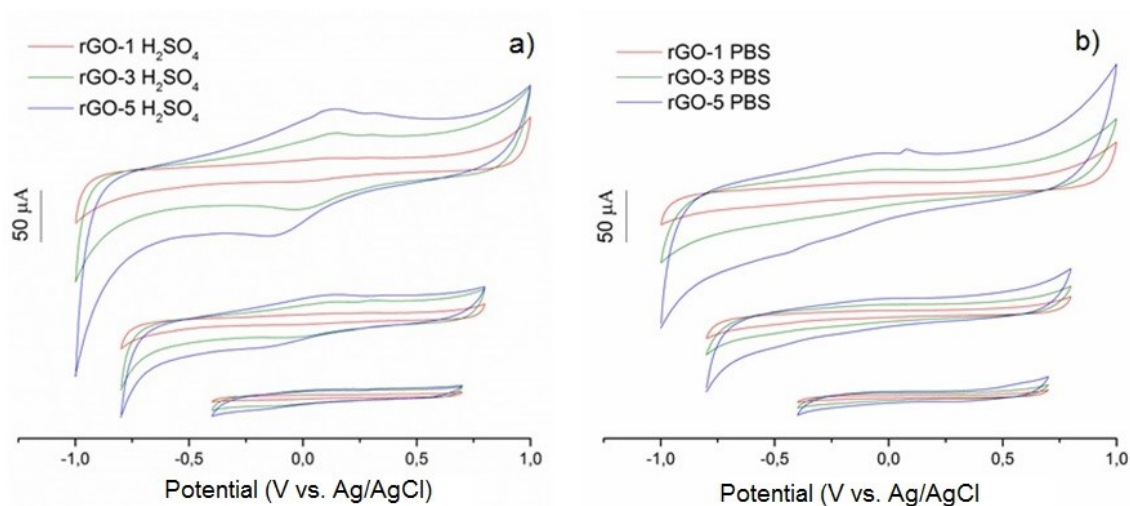 a)
rGO-1 H₂SO₄
rGO-3 H₂SO₄
rGO-5 H₂SO₄
50 µA
-1,0 -0,5 0,0 0,5 1,0
Potential (V vs. Ag/AgCl)
b)
rGO-1 PBS
rGO-3 PBS
rGO-5 PBS
50 µA
-1,0 -0,5 0,0 0,5 1,0
Potential (V vs. Ag/AgCl